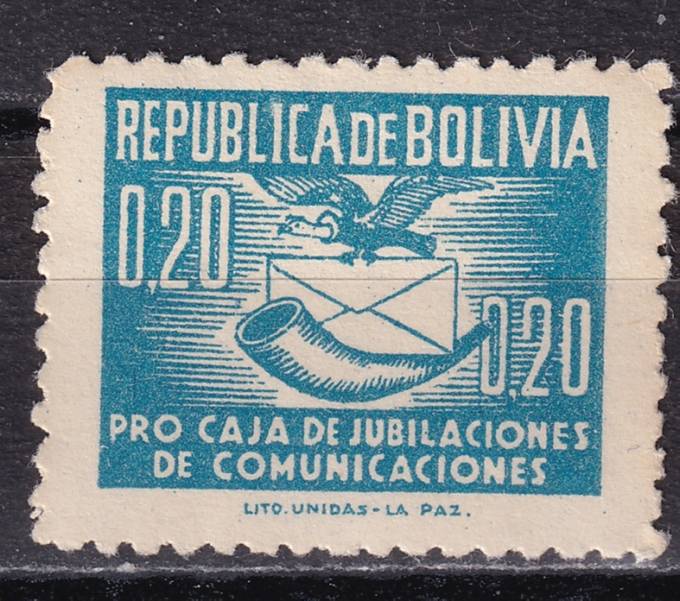 REPUBLICA DE BOLIVIA
0,20
0,20
PRO CAJA DE JUBILACIONES
DE COMUNICACIONES
LITO. UNIDAS - LA PAZ.